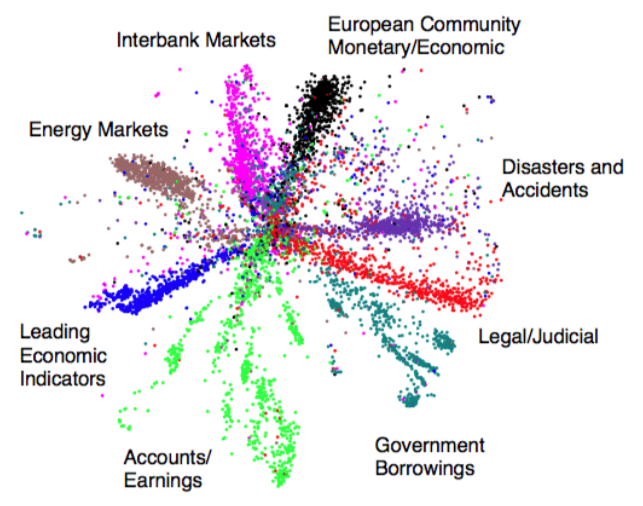 European Community
Monetary/Economic
Interbank Markets
Energy Markets
Disasters and
Accidents
Leading
Economic
Indicators
Legal/Judicial
Government
Borrowings
Accounts/
Earnings